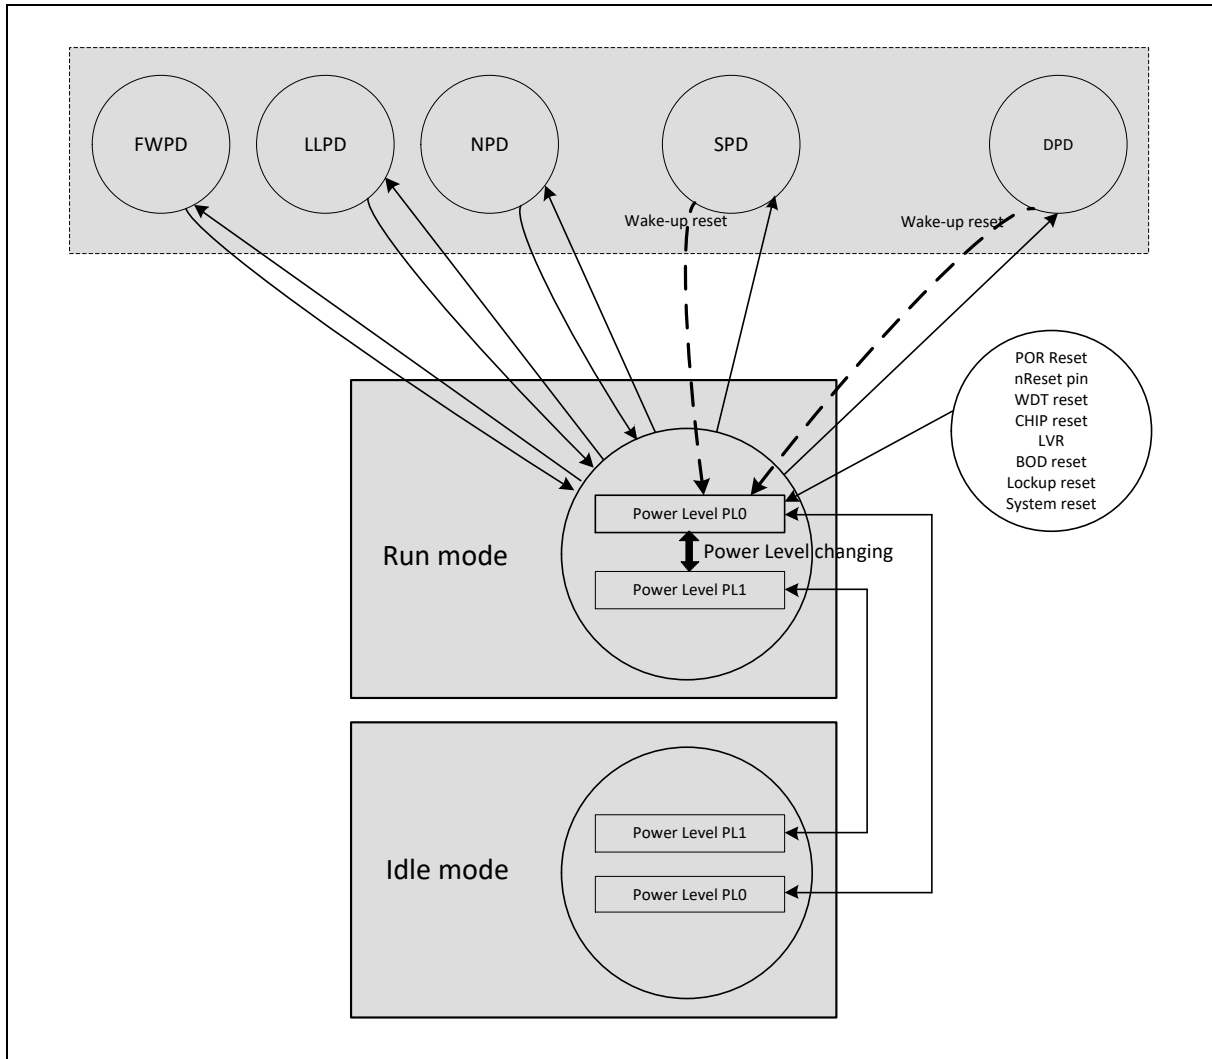 FWPD
LLPD
NPD
SPD
DPD
Wake-up reset
Wake-up reset
POR Reset
nReset pin
WDT reset
CHIP reset
LVR
BOD reset
Lockup reset
System reset
Power Level PL0
Run mode
Power Level changing
Power Level PL1
Power Level PL1
Idle mode
Power Level PL0